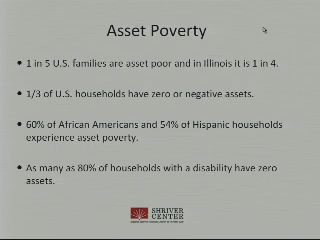 Asset Poverty
• 1 in 5 U.S. families are asset poor and in Illinois it is 1 in 4.
• 1/3 of U.S. households have zero or negative assets.
• 60% of African Americans and 54% of Hispanic households
experience asset poverty.
• As many as 80% of households with a disability have zero
assets.
SHRIVER
CENTER